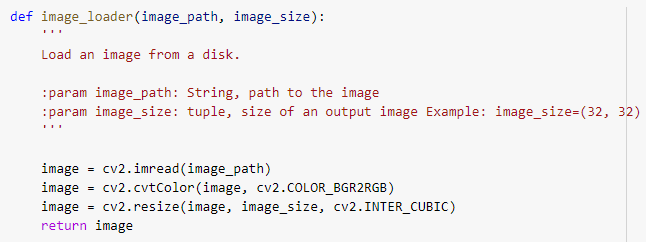 def image_loader(image_path, image_size):
'''
Load an image from a disk.
:param image_path: String, path to the image
:param image_size: tuple, size of an output image Example: image_size=(32, 32)
'''
image = cv2.imread(image_path)
image = cv2.cvtColor(image, cv2.COLOR_BGR2RGB)
image = cv2.resize(image, image_size, cv2.INTER_CUBIC)
return image